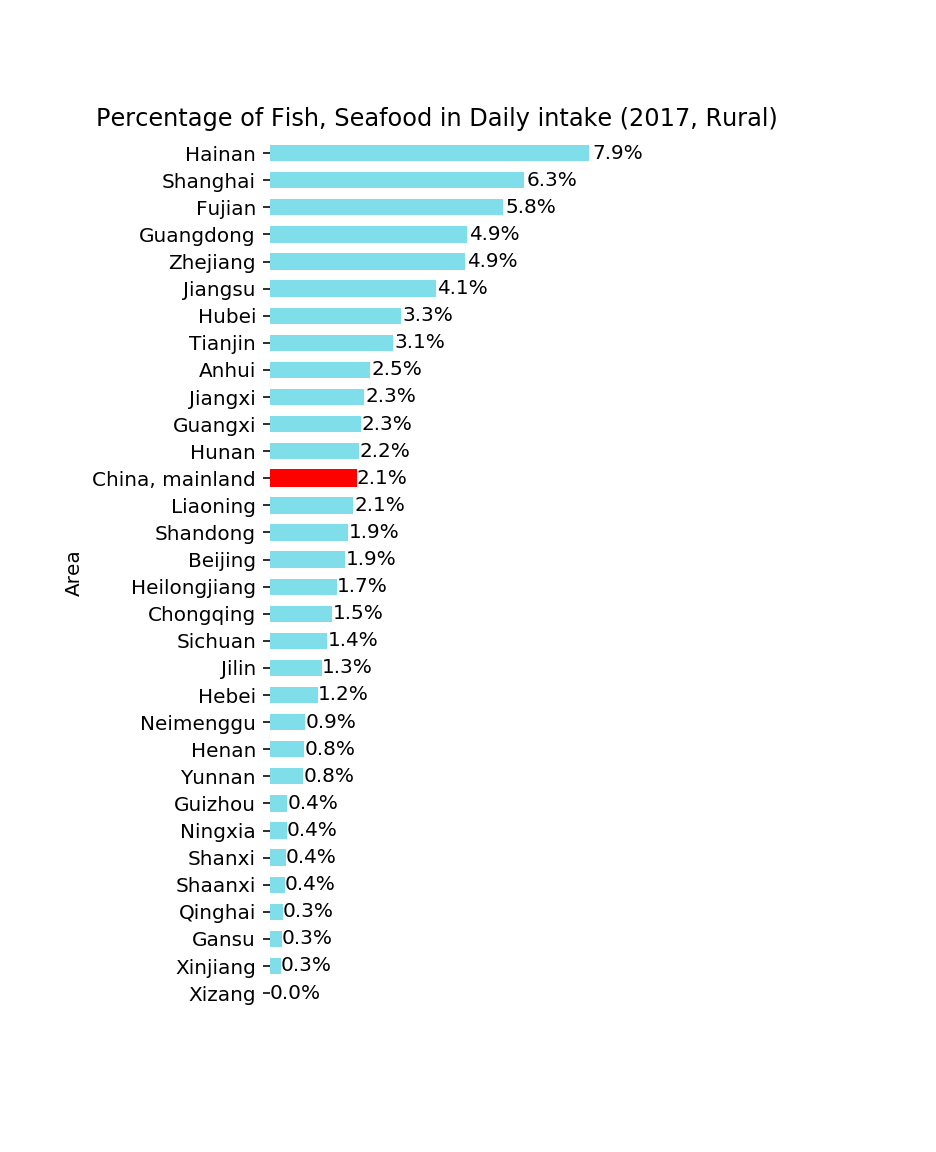 Percentage of Fish, Seafood in Daily intake (2017, Rural)
Hainan 7.9%
Shanghai 6.3%
Fujian 5.8%
Guangdong 4.9%
Zhejiang 4.9%
Jiangsu 4.1%
Hubei 3.3%
Tianjin 3.1%
Anhui 2.5%
Jiangxi 2.3%
Guangxi 2.3%
Hunan 2.2%
China, mainland 2.1%
Liaoning 2.1%
Shandong 1.9%
Beijing 1.9%
Heilongjiang 1.7%
Chongqing 1.5%
Sichuan 1.4%
Jilin 1.3%
Hebei 1.2%
Neimenggu 0.9%
Henan 0.8%
Yunnan 0.8%
Guizhou 0.4%
Ningxia 0.4%
Shanxi 0.4%
Shaanxi 0.4%
Qinghai 0.3%
Gansu 0.3%
Xinjiang 0.3%
Xizang 0.0%
Area